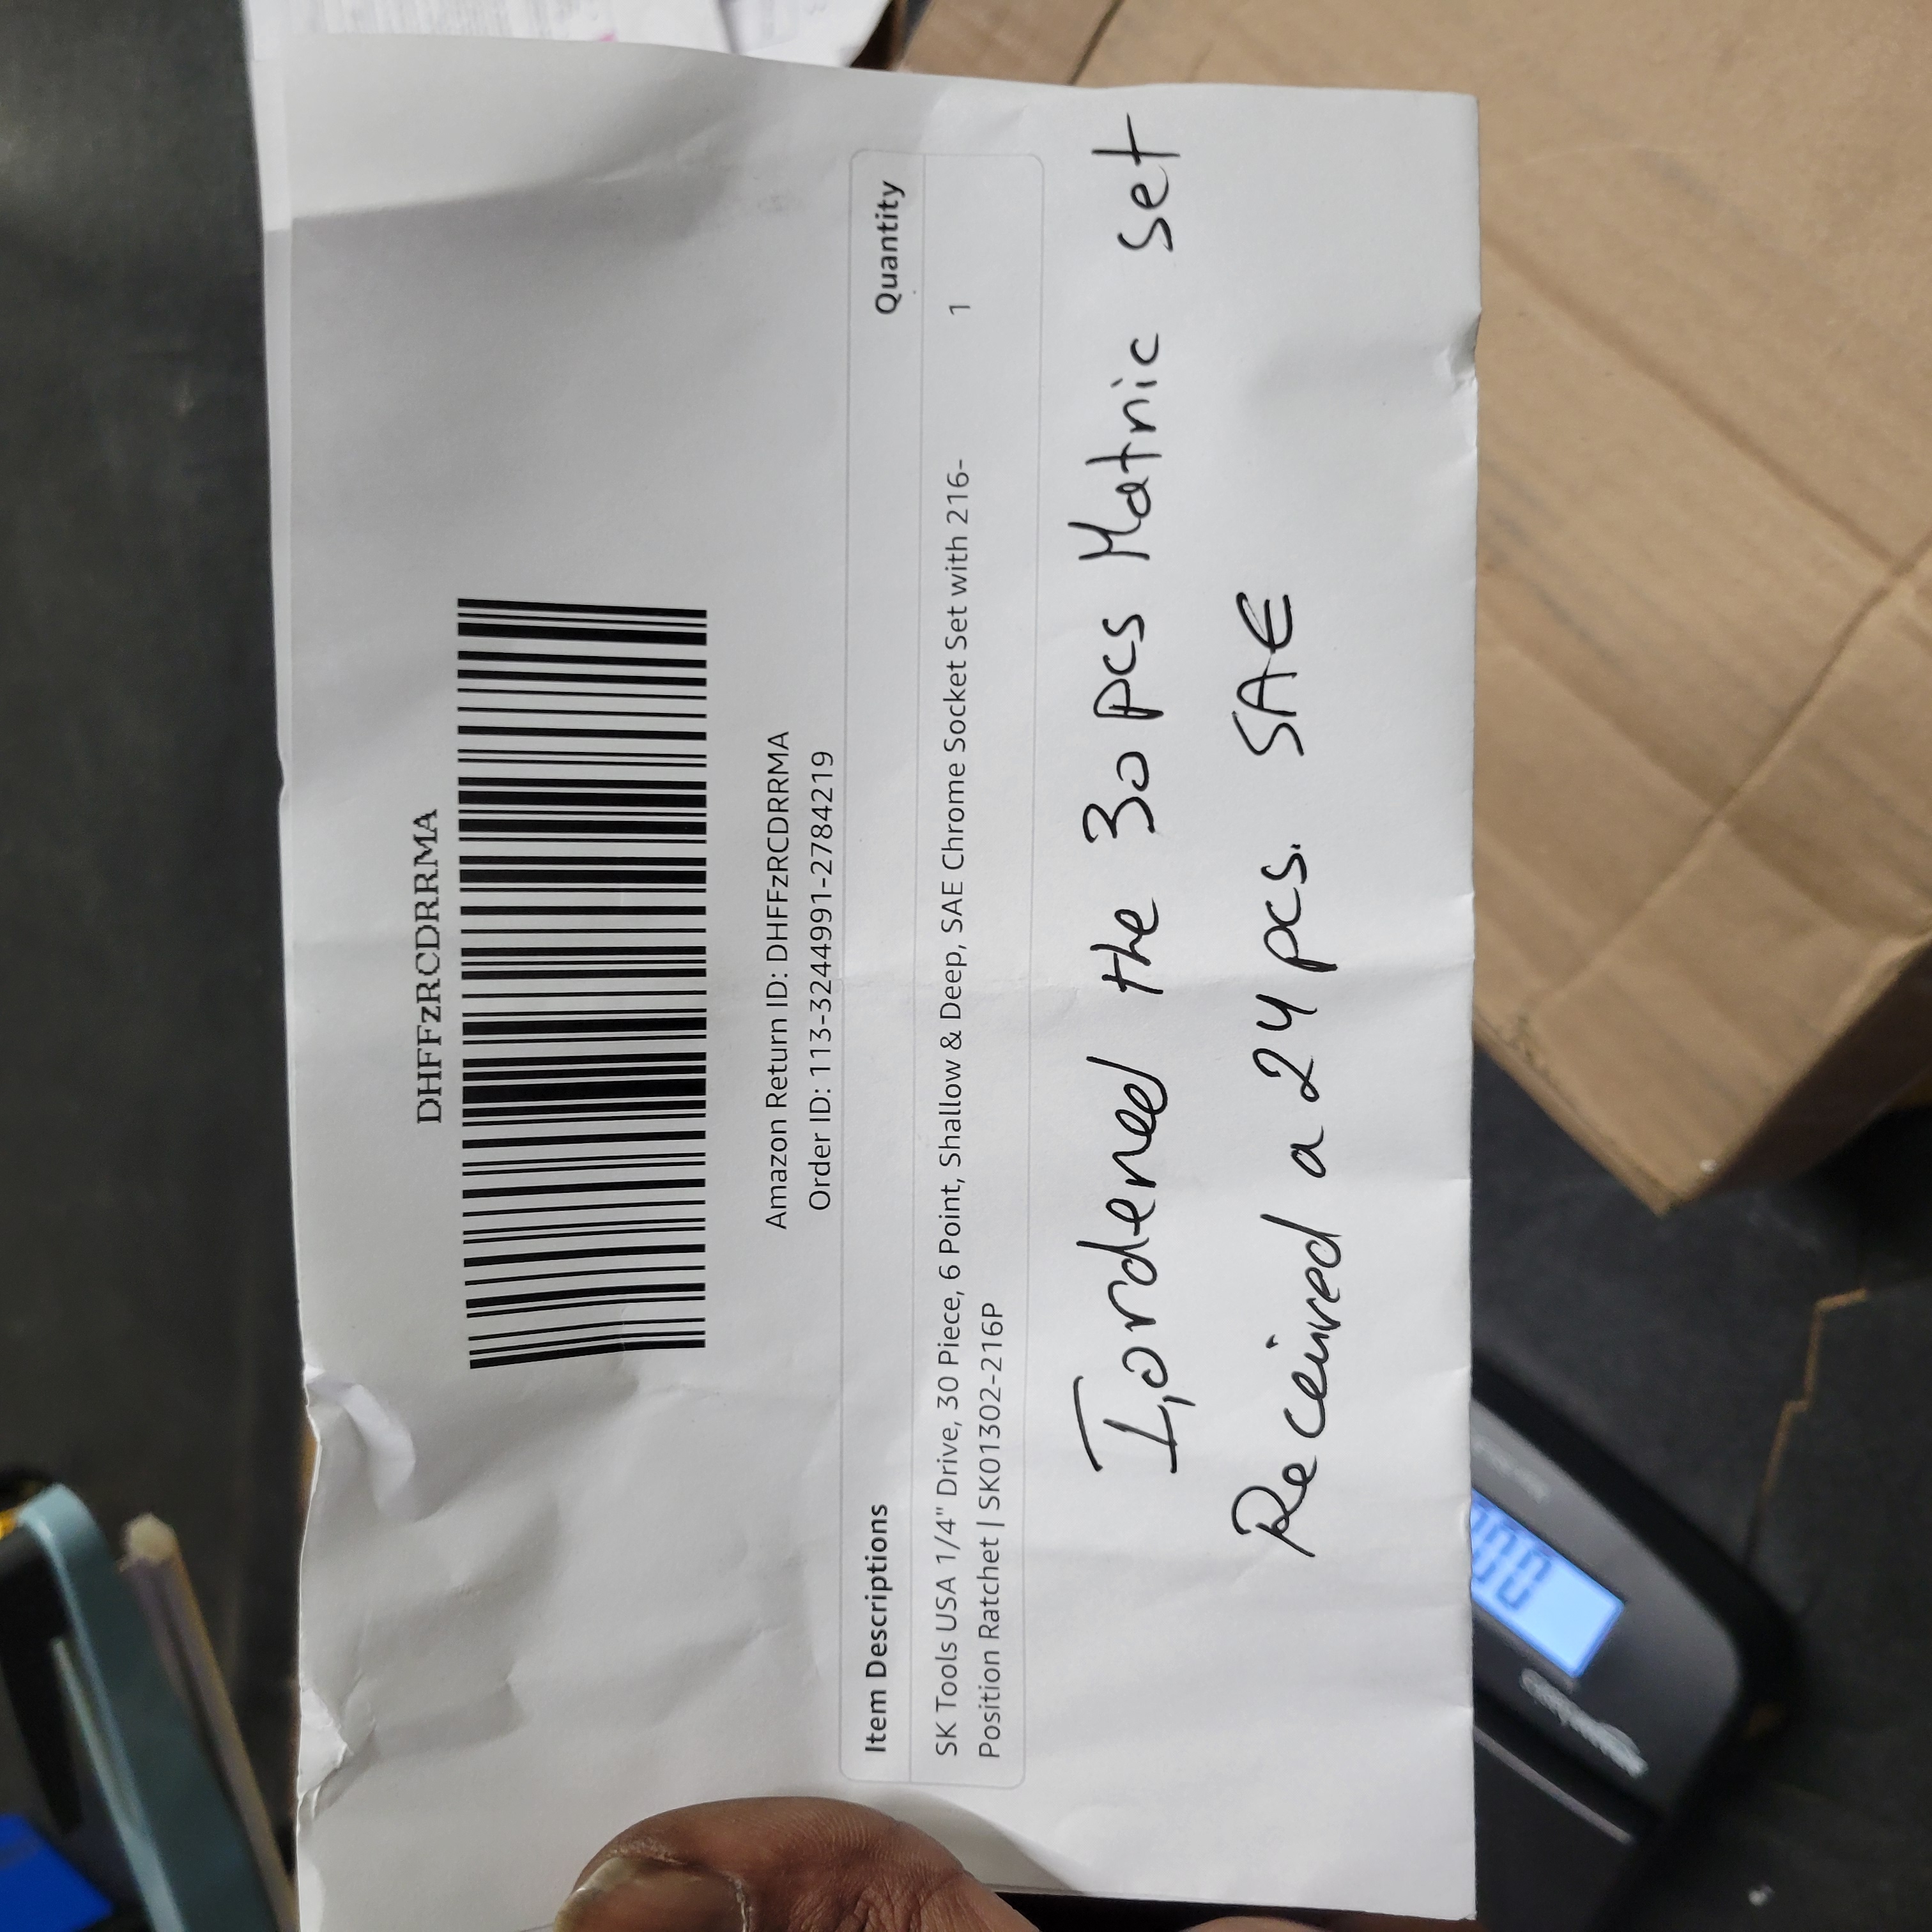 DHFFzRCDRRMA
Amazon Return ID: DHFFzRCDRRMA
Order ID: 113-3244991-2784219
Item Descriptions Quantity
SK Tools USA 1/4" Drive, 30 Piece, 6 Point, Shallow & Deep, SAE Chrome Socket Set with 216- 1
Position Ratchet | SK01302-216P
I, ordered the 30 pcs Matric set
Received a 24 pcs. SAE